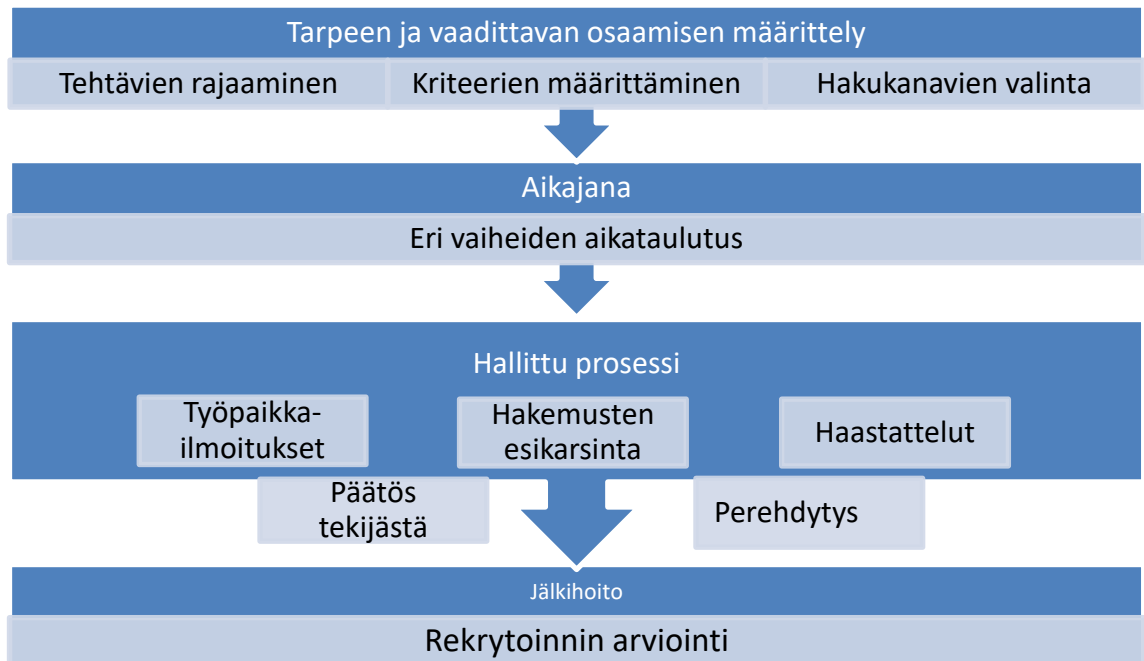 Tarpeen ja vaadittavan osaamisen määrittely
Tehtävien rajaaminen
Kriteerien määrittäminen
Hakukanavien valinta
Aikajana
Eri vaiheiden aikataulutus
Hallittu prosessi
Työpaikka-
ilmoitukset
Hakemusten
esikarsinta
Haastattelut
Päätös
tekijästä
Perehdytys
Jälkihoito
Rekrytoinnin arviointi